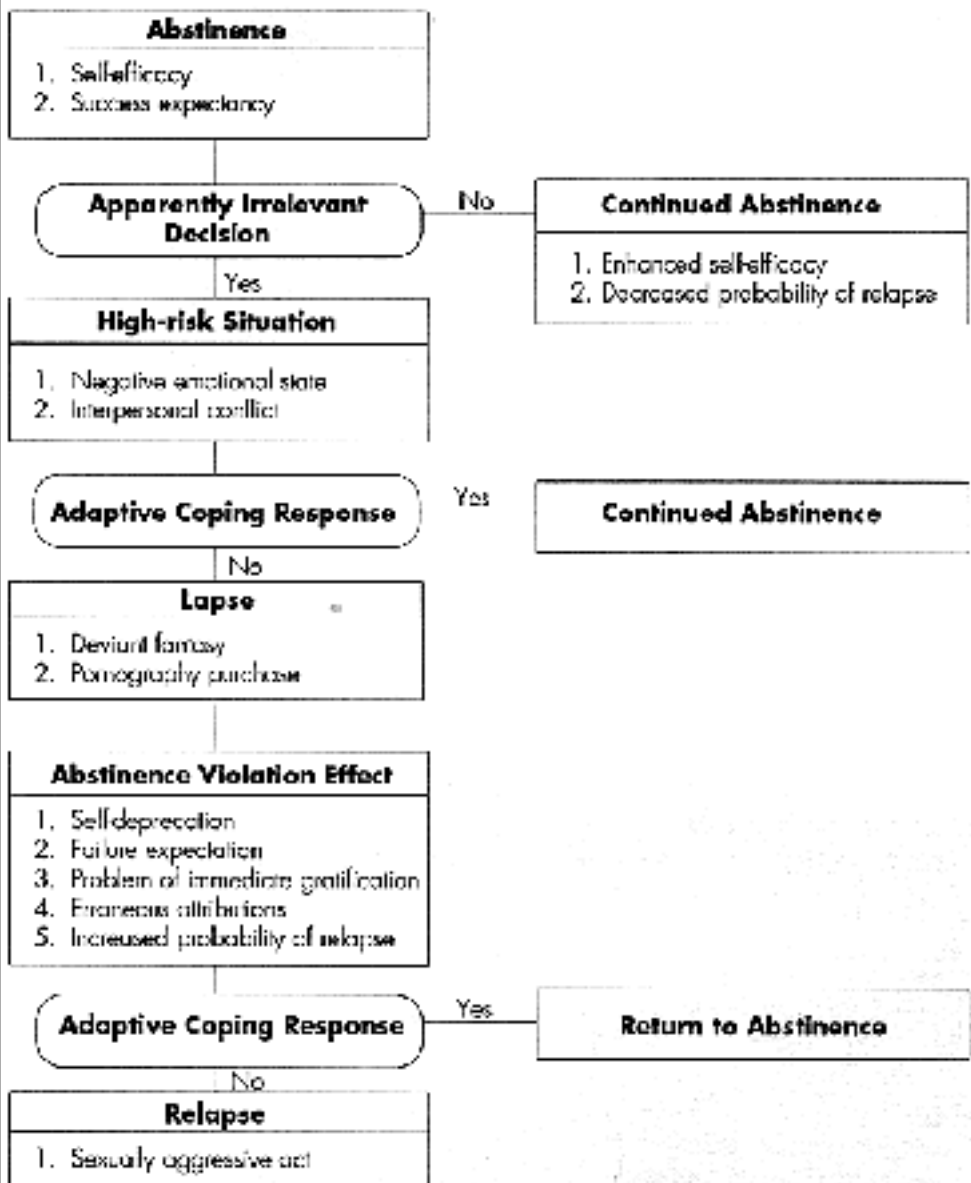 Abstinence
1. Self-efficacy
2. Success expectancy
Apparently Irrelevant
Decision
No
Continued Abstinence
1. Enhanced self-efficacy
2. Decreased probability of relapse
Yes
High-risk Situation
1. Negative emotional state
2. Interpersonal conflict
Adaptive Coping Response
Yes
Continued Abstinence
No
Lapse
1. Deviant fantasy
2. Pornography purchase
Abstinence Violation Effect
1. Self-deprecation
2. Failure expectation
3. Problem of immediate gratification
4. Erroneous attributions
5. Increased probability of relapse
Adaptive Coping Response
Yes
Return to Abstinence
No
Relapse
1. Sexually aggressive act